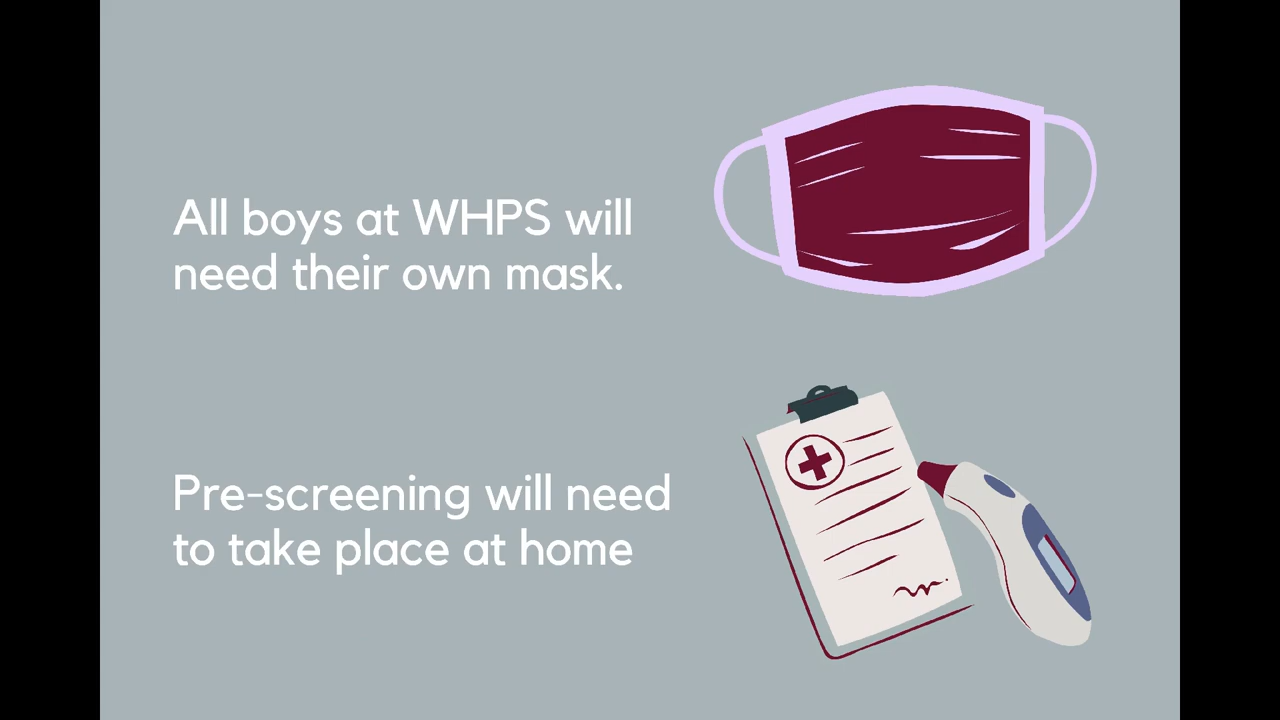 All boys at WHPS will
need their own mask.
Pre-screening will need
to take place at home